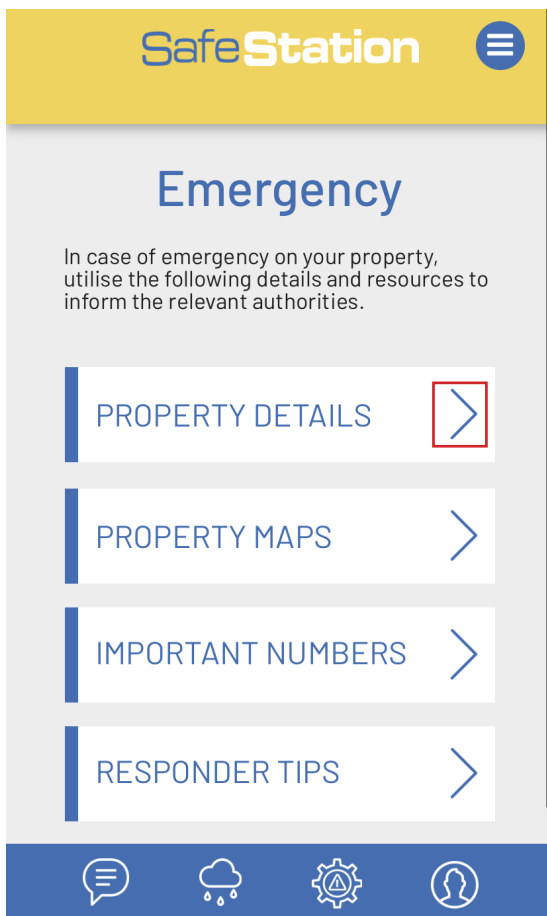 SafeStation
Emergency
In case of emergency on your property,
utilise the following details and resources to
inform the relevant authorities.
PROPERTY DETAILS
PROPERTY MAPS
IMPORTANT NUMBERS
RESPONDER TIPS